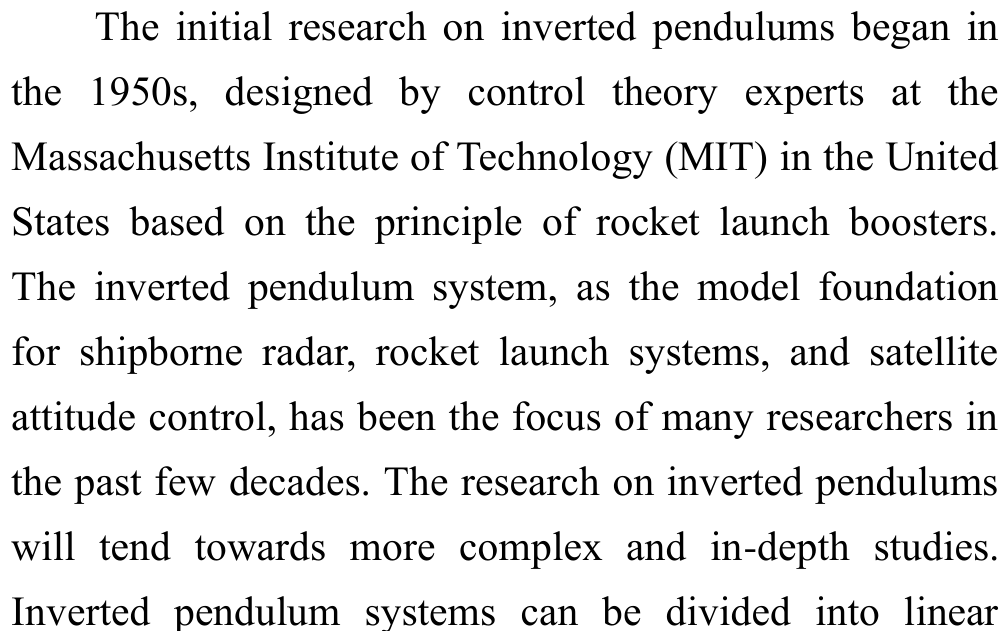 The initial research on inverted pendulums began in
the 1950s, designed by control theory experts at the
Massachusetts Institute of Technology (MIT) in the United
States based on the principle of rocket launch boosters.
The inverted pendulum system, as the model foundation
for shipborne radar, rocket launch systems, and satellite
attitude control, has been the focus of many researchers in
the past few decades. The research on inverted pendulums
will tend towards more complex and in-depth studies.
Inverted pendulum systems can be divided into linear